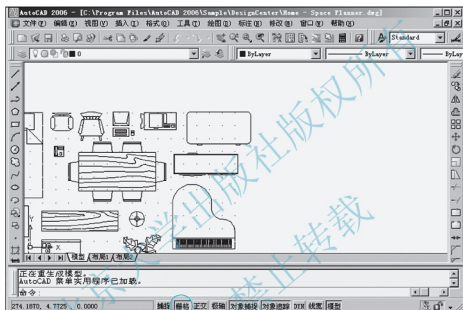 AutoCAD 2006 - [C:\Program Files\AutoCAD 2006\Sample\DesignCenter\Home - Space Planner.dwg]
文件(F) 编辑(E) 视图(V) 插入(I) 格式(O) 工具(T) 绘图(D) 标注(N) 修改(M) 窗口(W) 帮助(H)
Standard
0 ByLayer ByLayer ByLay
Y
X
模型 布局1 布局2
正在重生成模型。
AutoCAD 菜单实用程序已加载。
命令:
274.1870, 4.7725, 0.0000 捕捉 栅格 正交 极轴 对象捕捉 对象追踪 DYN 线宽 模型
大学出版社版权所有
禁止转载